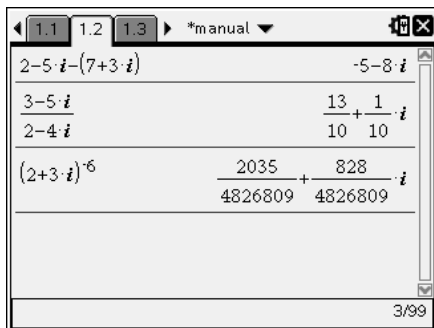 1.1 1.2 1.3 *manual
2−5·i−(7+3·i) -5−8·i
(3−5·i)/(2−4·i) 13/10+1/10·i
(2+3·i)^-6 2035/4826809+828/4826809·i
3/99